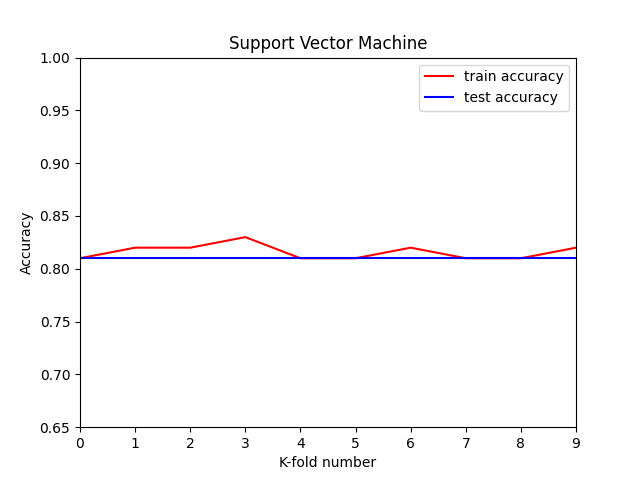 Support Vector Machine
1.00
0.95
0.90
0.85
0.80
0.75
0.70
0.65
Accuracy
train accuracy
test accuracy
0 1 2 3 4 5 6 7 8 9
K-fold number